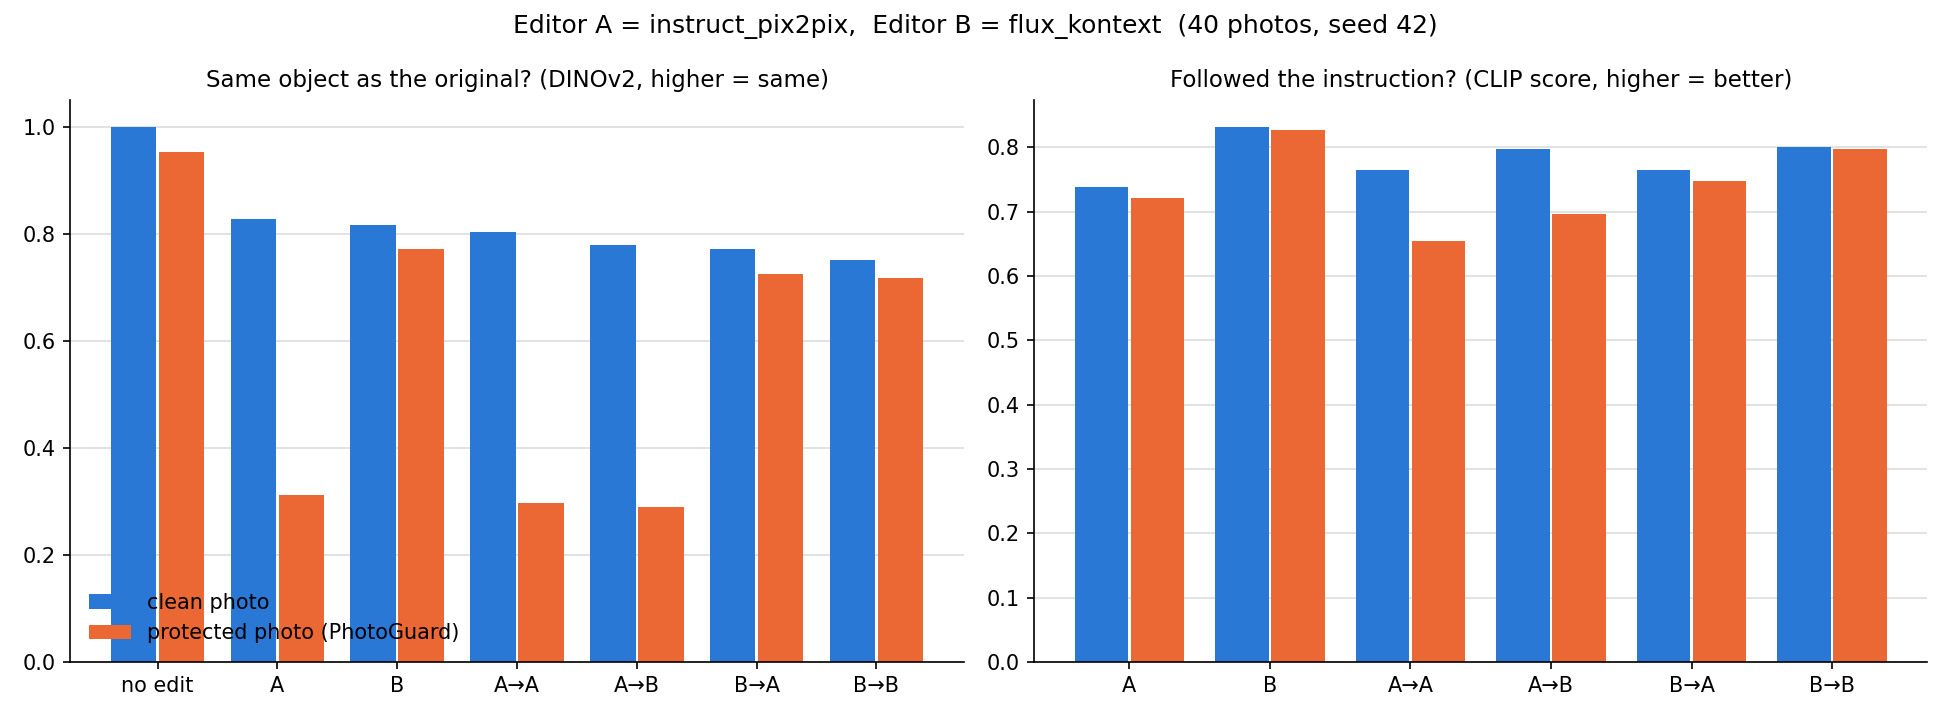 Editor A = instruct_pix2pix,  Editor B = flux_kontext  (40 photos, seed 42)
Same object as the original? (DINOv2, higher = same)
1.0
0.8
0.6
0.4
0.2
0.0
clean photo
protected photo (PhotoGuard)
no edit
A
B
A→A
A→B
B→A
B→B
Followed the instruction? (CLIP score, higher = better)
0.8
0.7
0.6
0.5
0.4
0.3
0.2
0.1
0.0
A
B
A→A
A→B
B→A
B→B